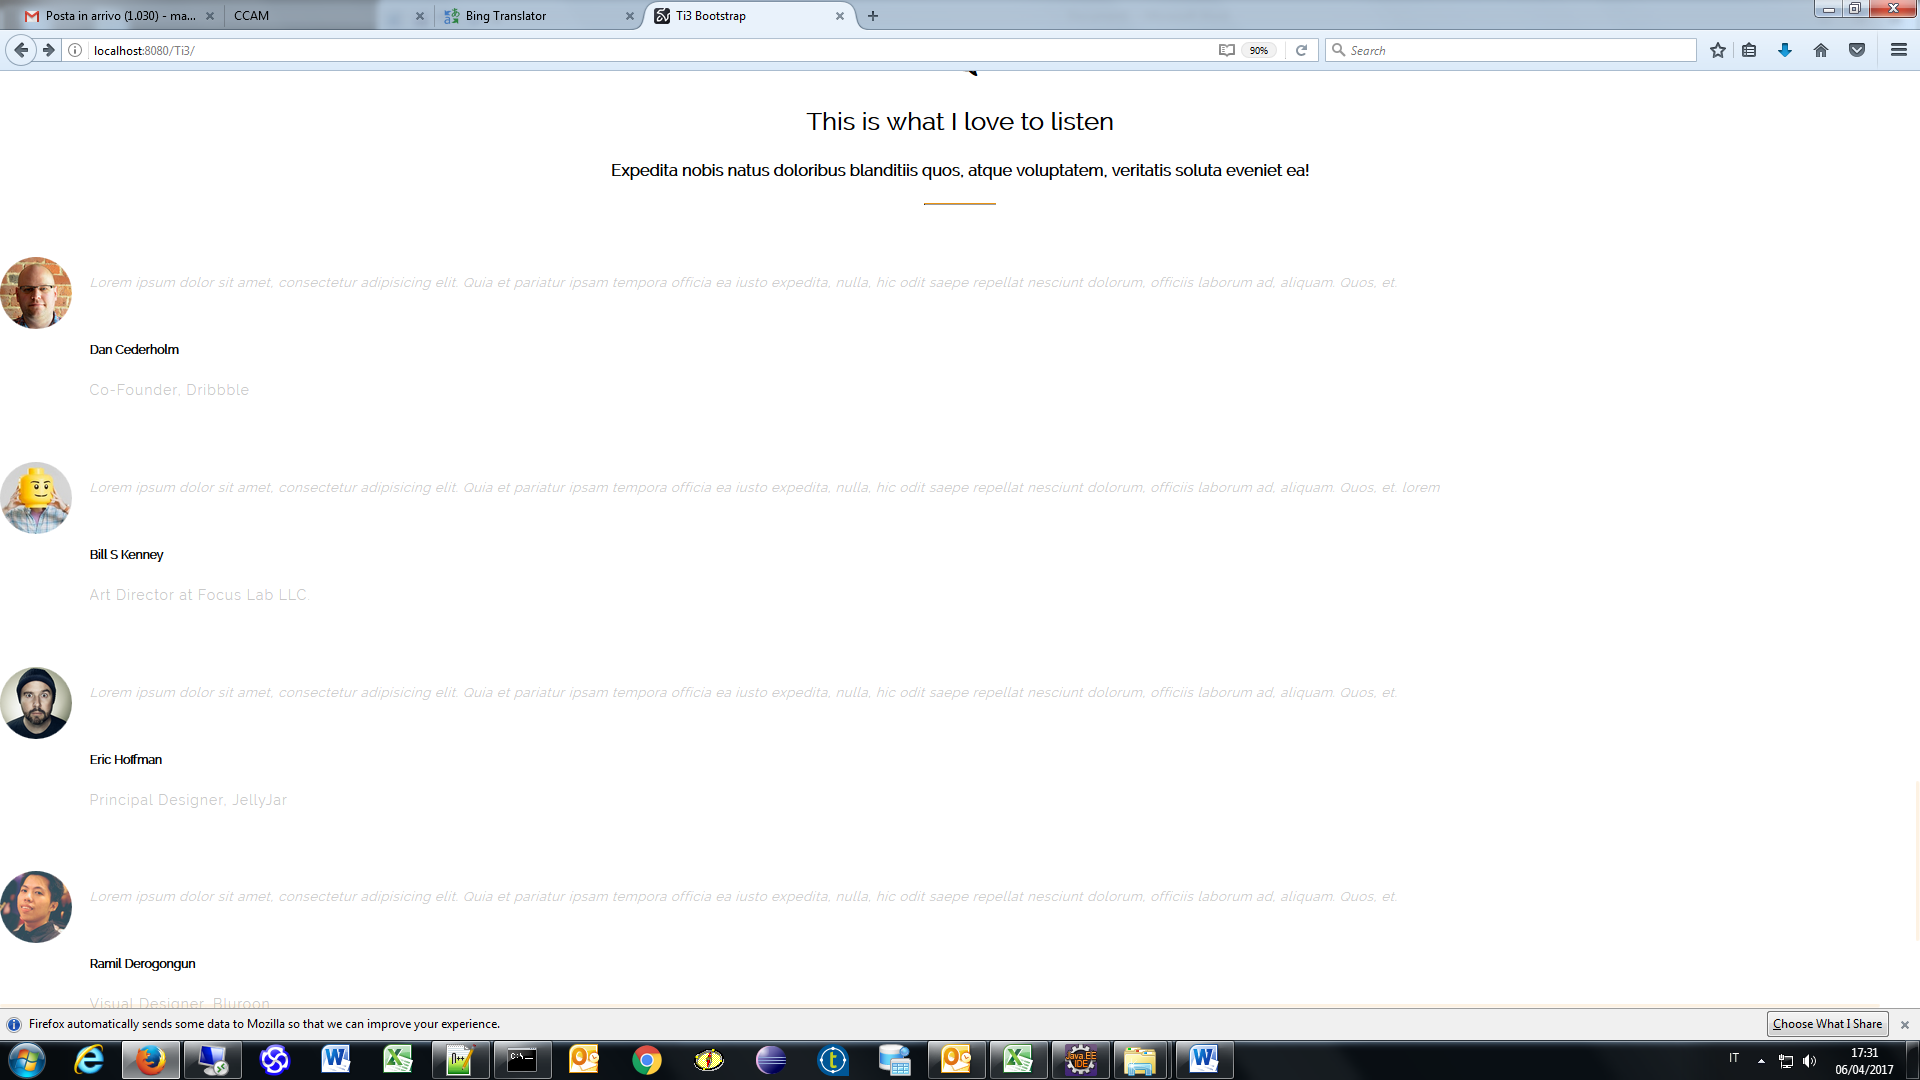 Posta in arrivo (1.030) - ma...
CCAM
Bing Translator
Ti3 Bootstrap
localhost:8080/Ti3/
90%
Search
This is what I love to listen
Expedita nobis natus doloribus blanditiis quos, atque voluptatem, veritatis soluta eveniet ea!
Lorem ipsum dolor sit amet, consectetur adipisicing elit. Quia et pariatur ipsam tempora officia ea iusto expedita, nulla, hic odit saepe repellat nesciunt dolorum, officiis laborum ad, aliquam. Quos, et.
Dan Cederholm
Co-Founder, Dribbble
Lorem ipsum dolor sit amet, consectetur adipisicing elit. Quia et pariatur ipsam tempora officia ea iusto expedita, nulla, hic odit saepe repellat nesciunt dolorum, officiis laborum ad, aliquam. Quos, et. lorem
Bill S Kenney
Art Director at Focus Lab LLC.
Lorem ipsum dolor sit amet, consectetur adipisicing elit. Quia et pariatur ipsam tempora officia ea iusto expedita, nulla, hic odit saepe repellat nesciunt dolorum, officiis laborum ad, aliquam. Quos, et.
Eric Hoffman
Principal Designer, JellyJar
Lorem ipsum dolor sit amet, consectetur adipisicing elit. Quia et pariatur ipsam tempora officia ea iusto expedita, nulla, hic odit saepe repellat nesciunt dolorum, officiis laborum ad, aliquam. Quos, et.
Ramil Derogongun
Visual Designer, Bluroon
Firefox automatically sends some data to Mozilla so that we can improve your experience.
Choose What I Share
Java EE
IDE
IT
17:31
06/04/2017